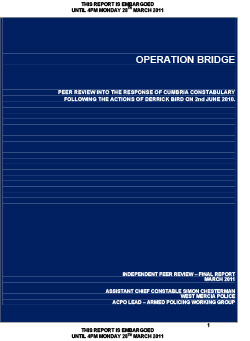 THIS REPORT IS EMBARGOED
UNTIL 4PM MONDAY 28TH MARCH 2011
OPERATION BRIDGE
PEER REVIEW INTO THE RESPONSE OF CUMBRIA CONSTABULARY
FOLLOWING THE ACTIONS OF DERRICK BIRD ON 2nd JUNE 2010.
INDEPENDENT PEER REVIEW – FINAL REPORT
MARCH 2011
ASSISTANT CHIEF CONSTABLE SIMON CHESTERMAN
WEST MERCIA POLICE
ACPO LEAD – ARMED POLICING WORKING GROUP
1
THIS REPORT IS EMBARGOED
UNTIL 4PM MONDAY 28TH MARCH 2011